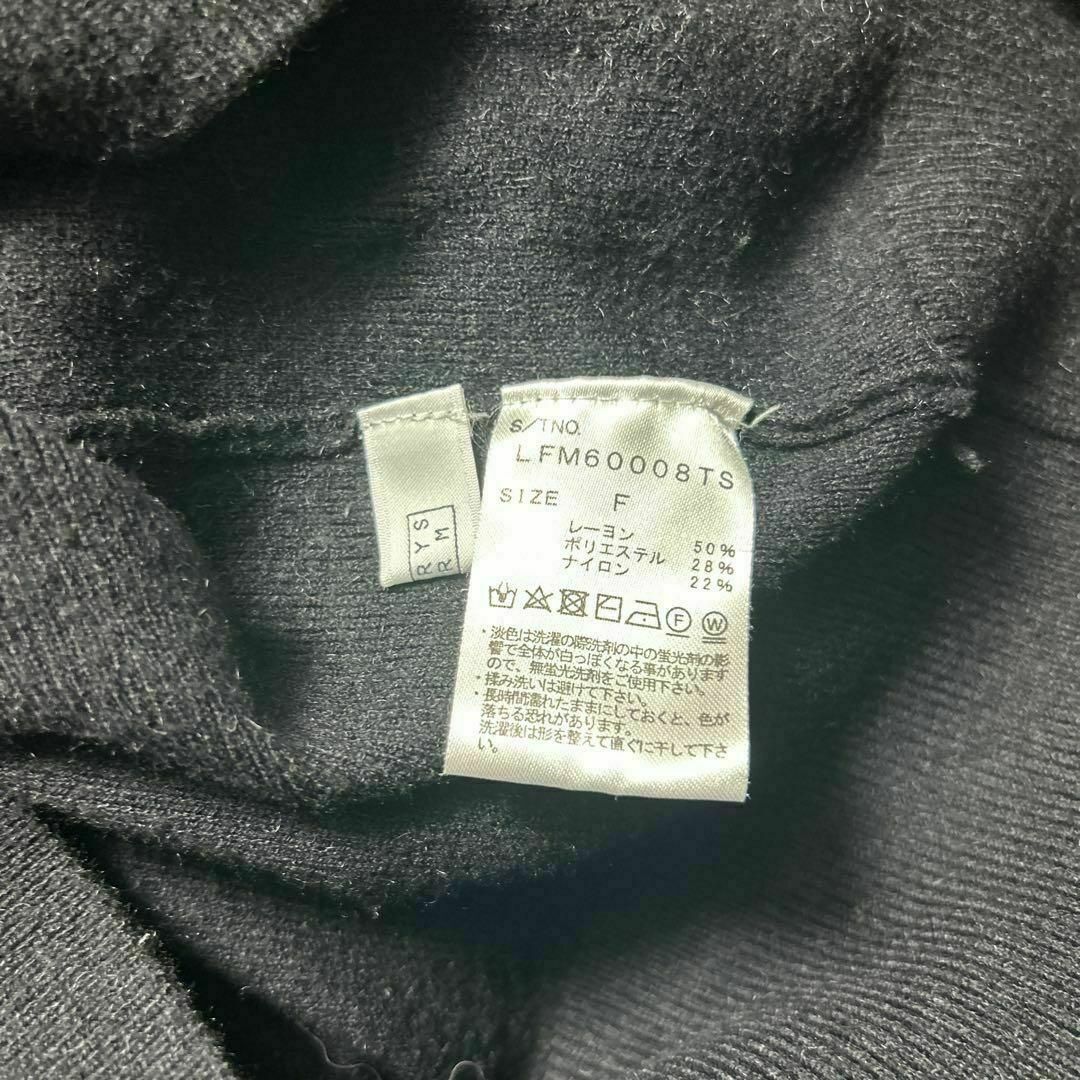 S/TNO.
LFM60008TS
SIZE F
レーヨン 50%
ポリエステル 28%
ナイロン 22%
F W
・淡色は洗濯の際洗剤の中の蛍光剤の影
響で全体が白っぽくなる事が有りますの
で、無蛍光洗剤をご使用下さい。
・揉み洗いは避けて下さい。
・長時間濡れたままにしておくと、色が
落ちる恐れがあります。
洗濯後は形を整えて直ぐに干して下さ
い。
RYS
RM